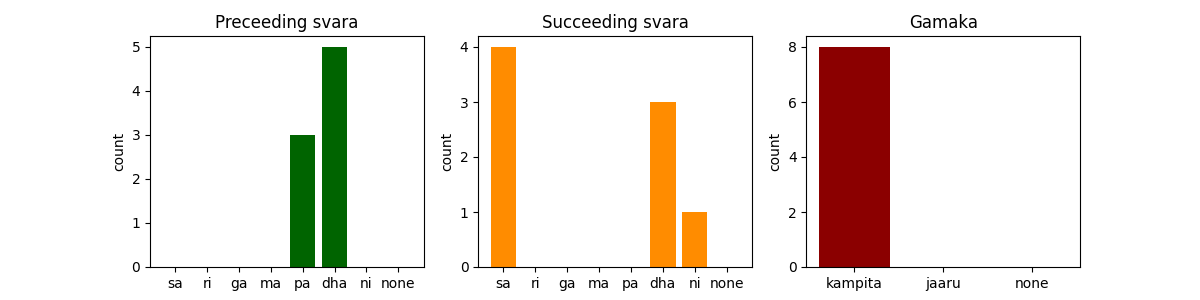 Preceeding svara
count
5
4
3
2
1
0
sa ri ga ma pa dha ni none
Succeeding svara
count
4
3
2
1
0
sa ri ga ma pa dha ni none
Gamaka
count
8
6
4
2
0
kampita jaaru none